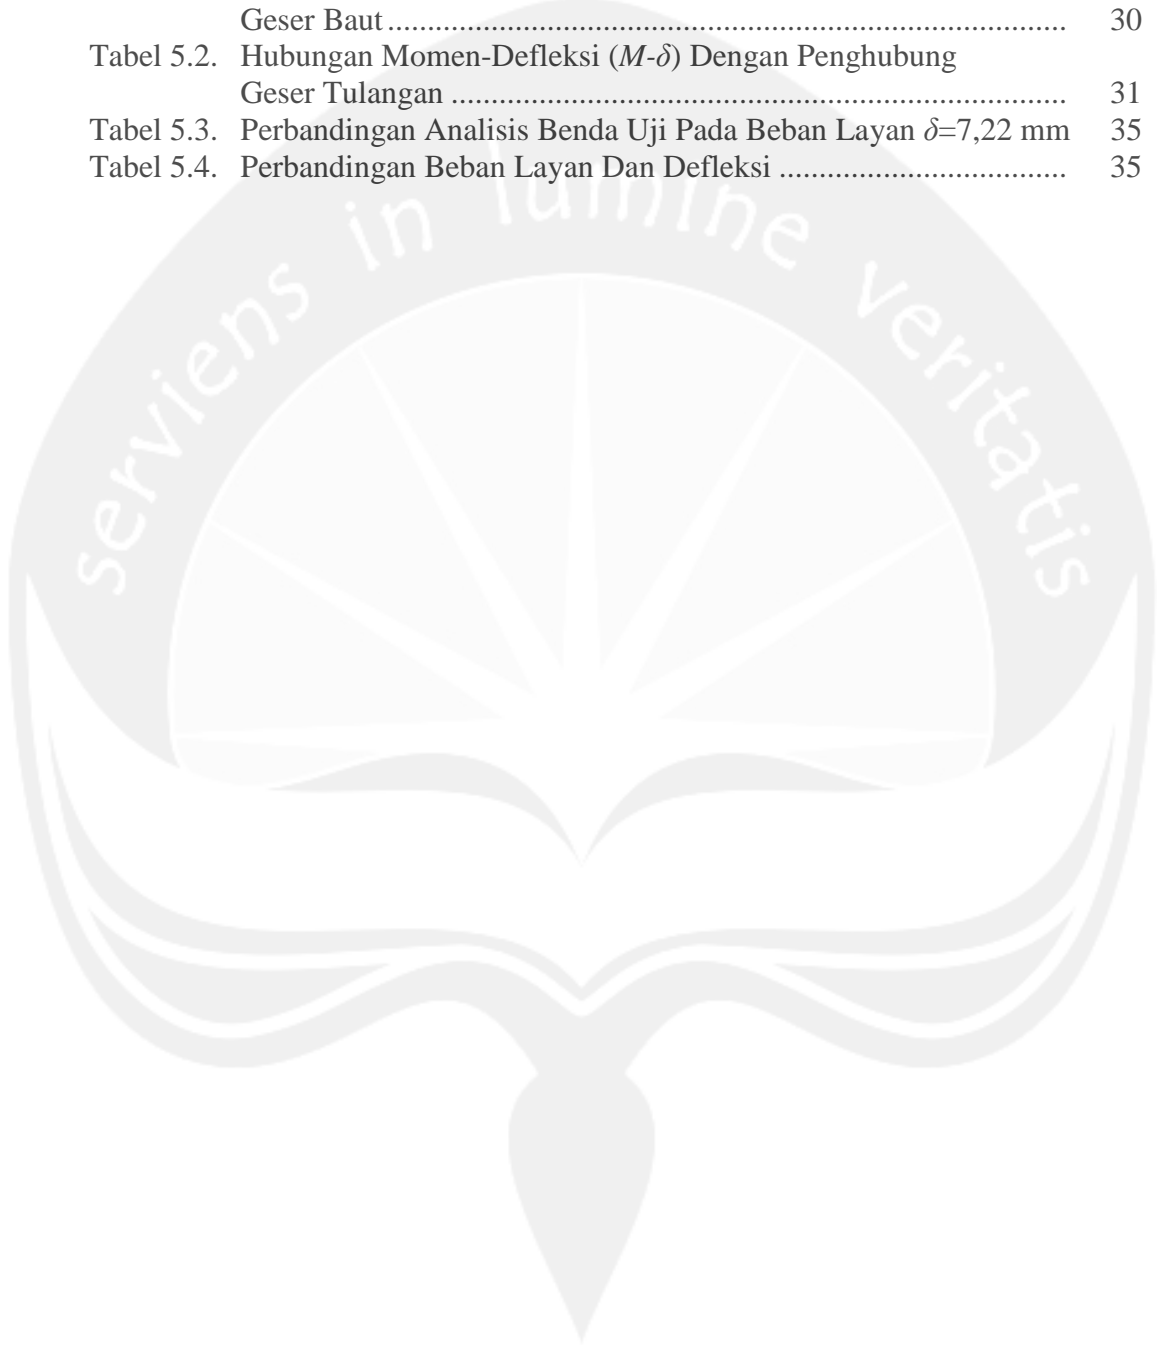 Geser Baut ........................................................................... 30
Tabel 5.2. Hubungan Momen-Defleksi (M-δ) Dengan Penghubung
Geser Tulangan .................................................................... 31
Tabel 5.3. Perbandingan Analisis Benda Uji Pada Beban Layan δ=7,22 mm 35
Tabel 5.4. Perbandingan Beban Layan Dan Defleksi ................................ 35
serviens in lumine veritatis